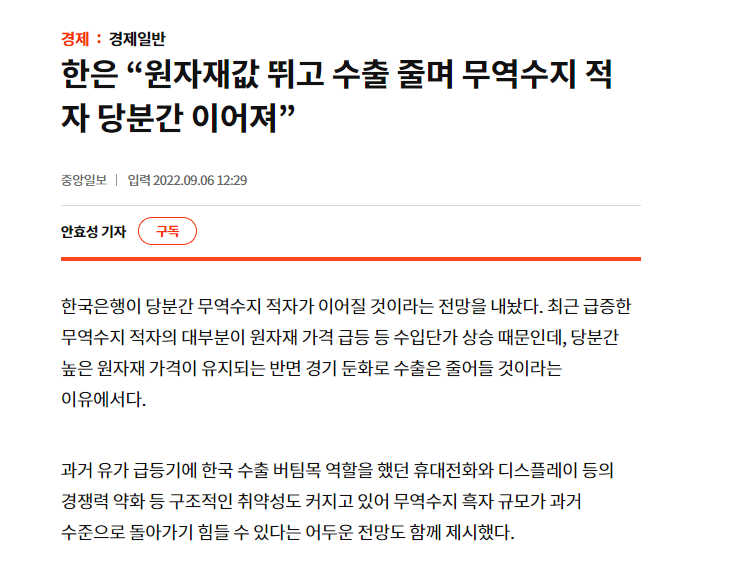 경제 : 경제일반
한은 “원자재값 뛰고 수출 줄며 무역수지 적
자 당분간 이어져”
중앙일보 | 입력 2022.09.06 12:29
안효성 기자 구독
한국은행이 당분간 무역수지 적자가 이어질 것이라는 전망을 내놨다. 최근 급증한
무역수지 적자의 대부분이 원자재 가격 급등 등 수입단가 상승 때문인데, 당분간
높은 원자재 가격이 유지되는 반면 경기 둔화로 수출은 줄어들 것이라는
이유에서다.
과거 유가 급등기에 한국 수출 버팀목 역할을 했던 휴대전화와 디스플레이 등의
경쟁력 약화 등 구조적인 취약성도 커지고 있어 무역수지 흑자 규모가 과거
수준으로 돌아가기 힘들 수 있다는 어두운 전망도 함께 제시했다.